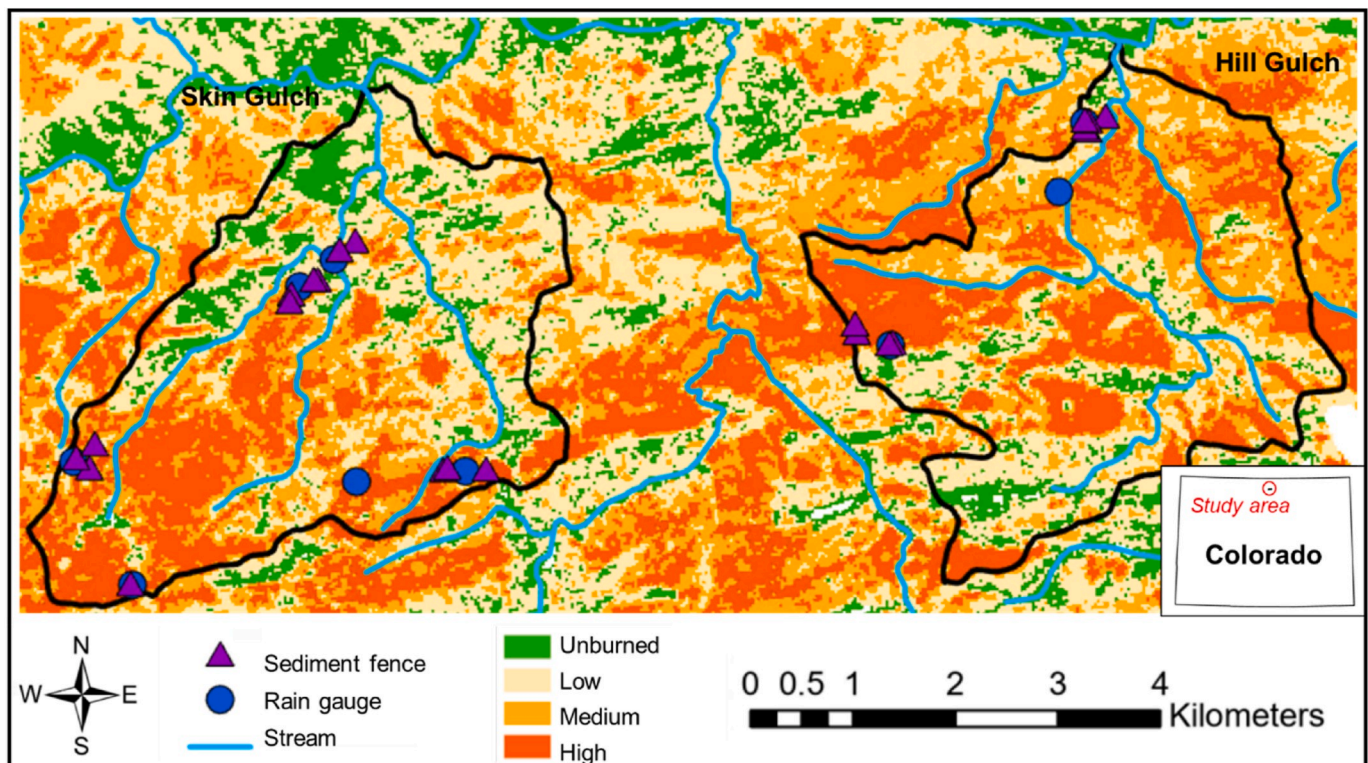 Skin Gulch
Hill Gulch
Study area
Colorado
N
W E
S
Sediment fence
Rain gauge
Stream
Unburned
Low
Medium
High
0 0.5 1 2 3 4
Kilometers